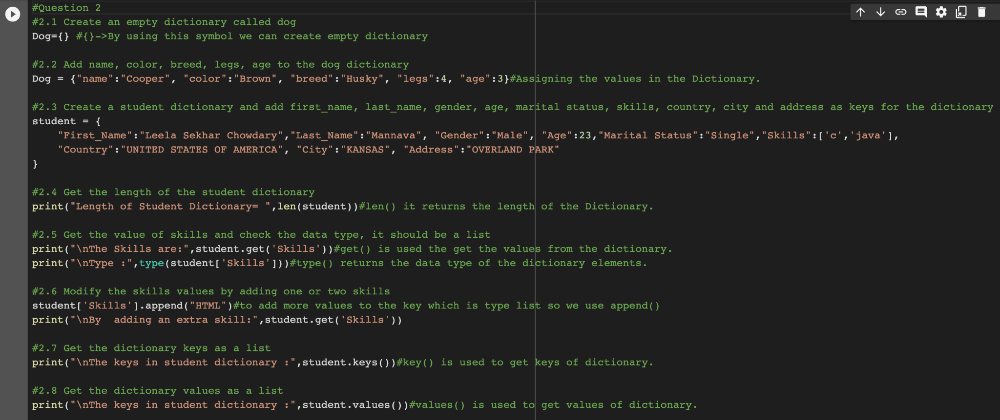 #Question 2
#2.1 Create an empty dictionary called dog
Dog={} #{}->By using this symbol we can create empty dictionary
#2.2 Add name, color, breed, legs, age to the dog dictionary
Dog = {"name":"Cooper", "color":"Brown", "breed":"Husky", "legs":4, "age":3}#Assigning the values in the Dictionary.
#2.3 Create a student dictionary and add first_name, last_name, gender, age, marital status, skills, country, city and address as keys for the dictionary
student = {
    "First_Name":"Leela Sekhar Chowdary","Last_Name":"Mannava", "Gender":"Male", "Age":23,"Marital Status":"Single","Skills":['c','java'],
    "Country":"UNITED STATES OF AMERICA", "City":"KANSAS", "Address":"OVERLAND PARK"
}
#2.4 Get the length of the student dictionary
print("Length of Student Dictionary= ",len(student))#len() it returns the length of the Dictionary.
#2.5 Get the value of skills and check the data type, it should be a list
print("\nThe Skills are:",student.get('Skills'))#get() is used the get the values from the dictionary.
print("\nType :",type(student['Skills']))#type() returns the data type of the dictionary elements.
#2.6 Modify the skills values by adding one or two skills
student['Skills'].append("HTML")#to add more values to the key which is type list so we use append()
print("\nBy  adding an extra skill:",student.get('Skills'))
#2.7 Get the dictionary keys as a list
print("\nThe keys in student dictionary :",student.keys())#key() is used to get keys of dictionary.
#2.8 Get the dictionary values as a list
print("\nThe keys in student dictionary :",student.values())#values() is used to get values of dictionary.